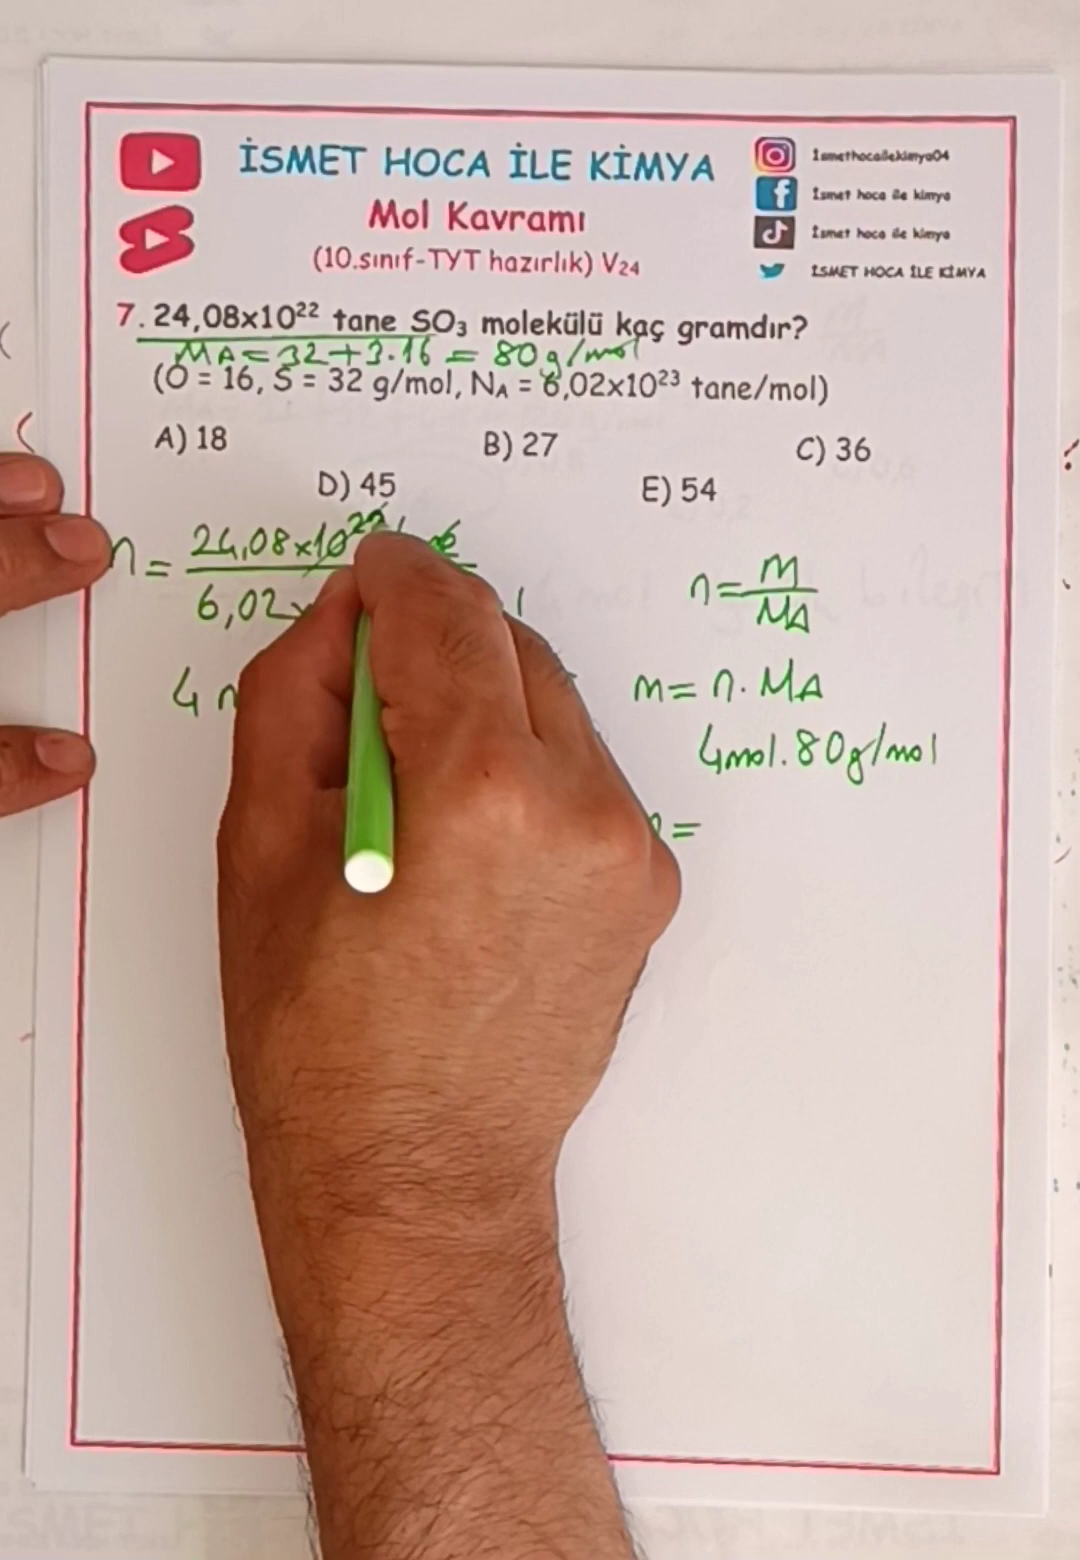 İSMET HOCA İLE KİMYA
Mol Kavramı
(10.sınıf-TYT hazırlık) V24
İsmethocailekimya04
İsmet hoca ile kimya
İsmet hoca ile kimya
İSMET HOCA İLE KİMYA
7. 24,08x10²² tane SO₃ molekülü kaç gramdır?
MA = 32 + 3.16 = 80 g/mol
(O = 16, S = 32 g/mol, NA = 6,02x10²³ tane/mol)
A) 18 B) 27 C) 36
D) 45 E) 54
n = 24,08x10²²
6,02x
4
n = m / MA
m = n. MA
4mol.80g/mol
=